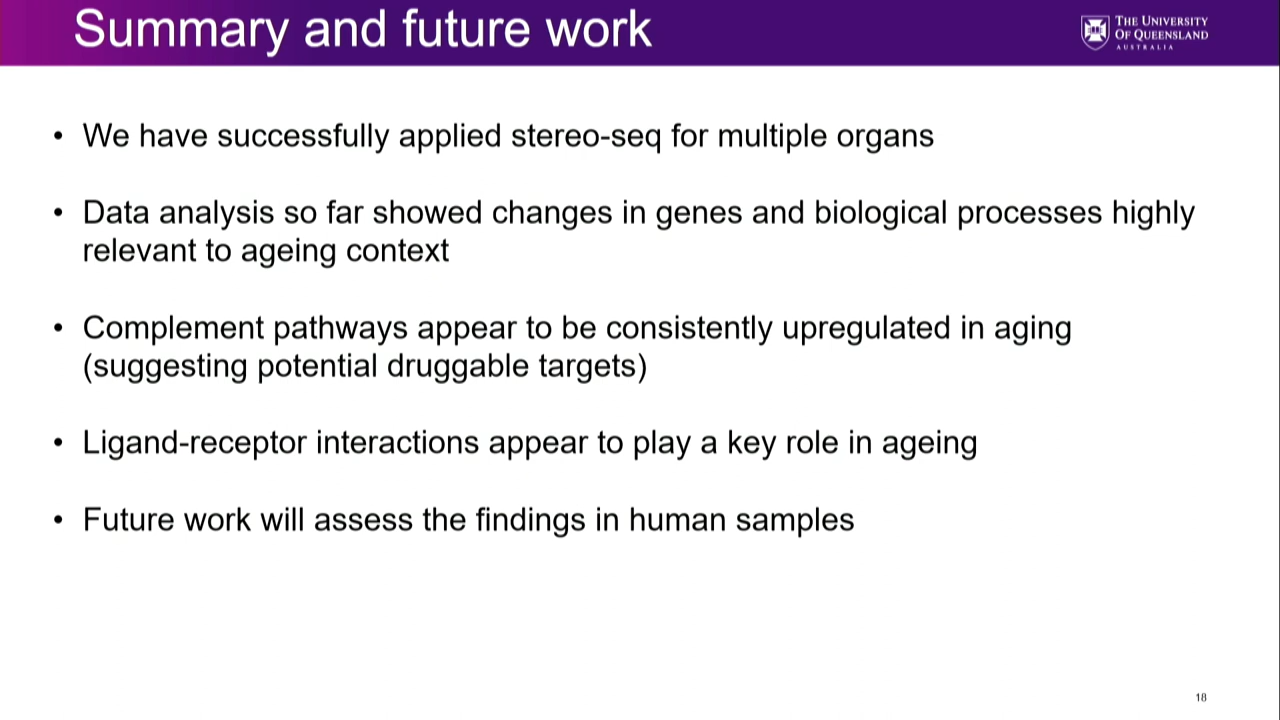 Summary and future work
THE UNIVERSITY
OF QUEENSLAND
AUSTRALIA
• We have successfully applied stereo-seq for multiple organs
• Data analysis so far showed changes in genes and biological processes highly
relevant to ageing context
• Complement pathways appear to be consistently upregulated in aging
(suggesting potential druggable targets)
• Ligand-receptor interactions appear to play a key role in ageing
• Future work will assess the findings in human samples
18